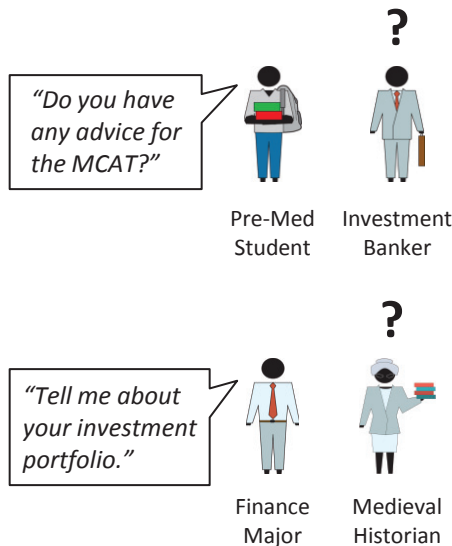 ?
“Do you have
any advice for
the MCAT?”
Pre-Med
Student
Investment
Banker
?
“Tell me about
your investment
portfolio.”
Finance
Major
Medieval
Historian